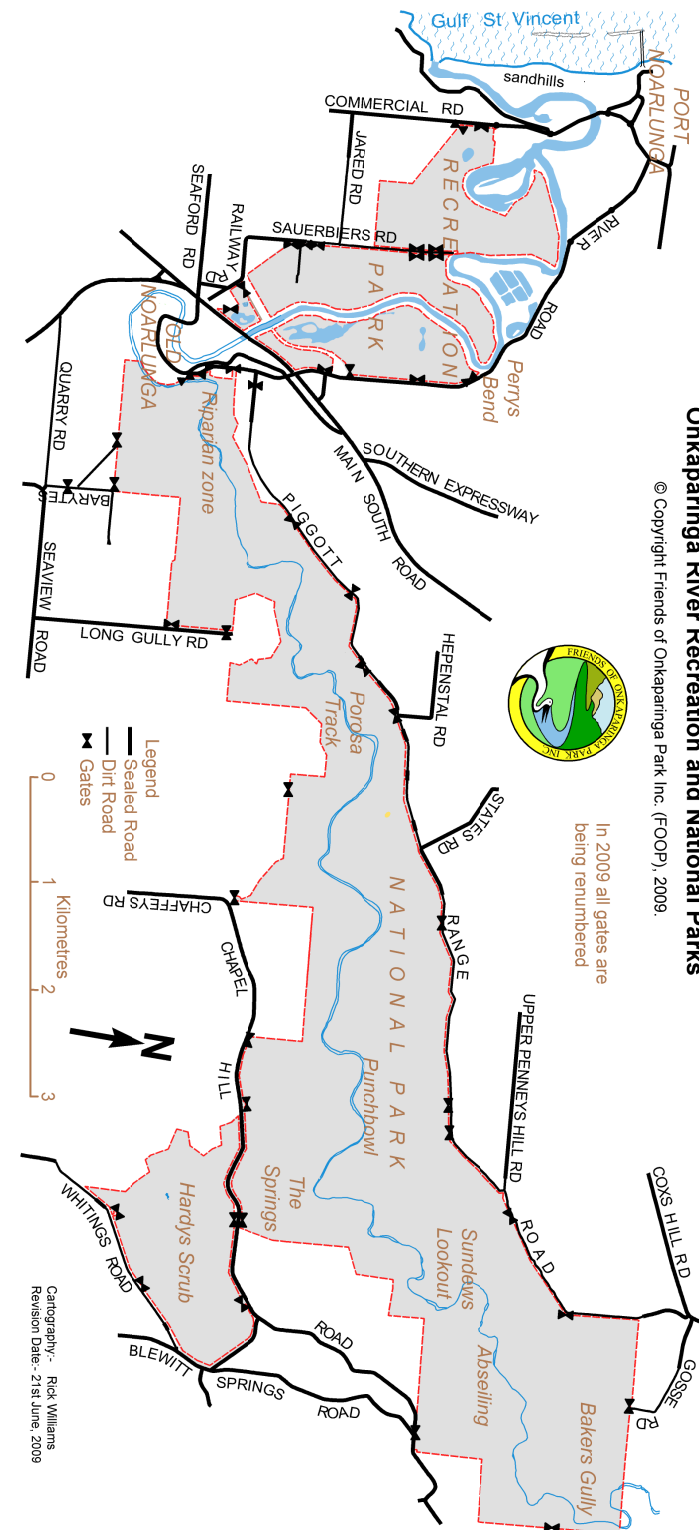 Onkaparinga River Recreation and National Parks
© Copyright Friends of Onkaparinga Park Inc. (FOOP), 2009.
In 2009 all gates are
being renumbered
FRIENDS OF ONKAPARINGA PARK INC.
Gulf St Vincent
sandhills
PORT
NOARLUNGA
COMMERCIAL RD
JARED RD
SEAFORD RD
RAILWAY
RD
SAUERBIERS RD
RIVER
ROAD
RECREATION
PARK
Perrys
Bend
OLD
NOARLUNGA
Riparian zone
QUARRY RD
BARYTES
SEAVIEW
ROAD
LONG GULLY RD
PIGGOTT
MAIN SOUTH
ROAD
SOUTHERN EXPRESSWAY
HEPENSTAL RD
Porosa
Track
STATES RD
RANGE
NATIONAL PARK
Punchbowl
UPPER PENNEYS HILL RD
ROAD
COXS HILL RD
GOSSE
RD
CHAFFEYS RD
CHAPEL
HILL
The
Springs
Hardys Scrub
Sundews
Lookout
Abseiling
Bakers Gully
WHITINGS ROAD
BLEWITT
SPRINGS
ROAD
ROAD
Legend
Sealed Road
Dirt Road
Gates
0
1
2
3
Kilometres
N
Cartography:- Rick Williams
Revision Date:- 21st June, 2009